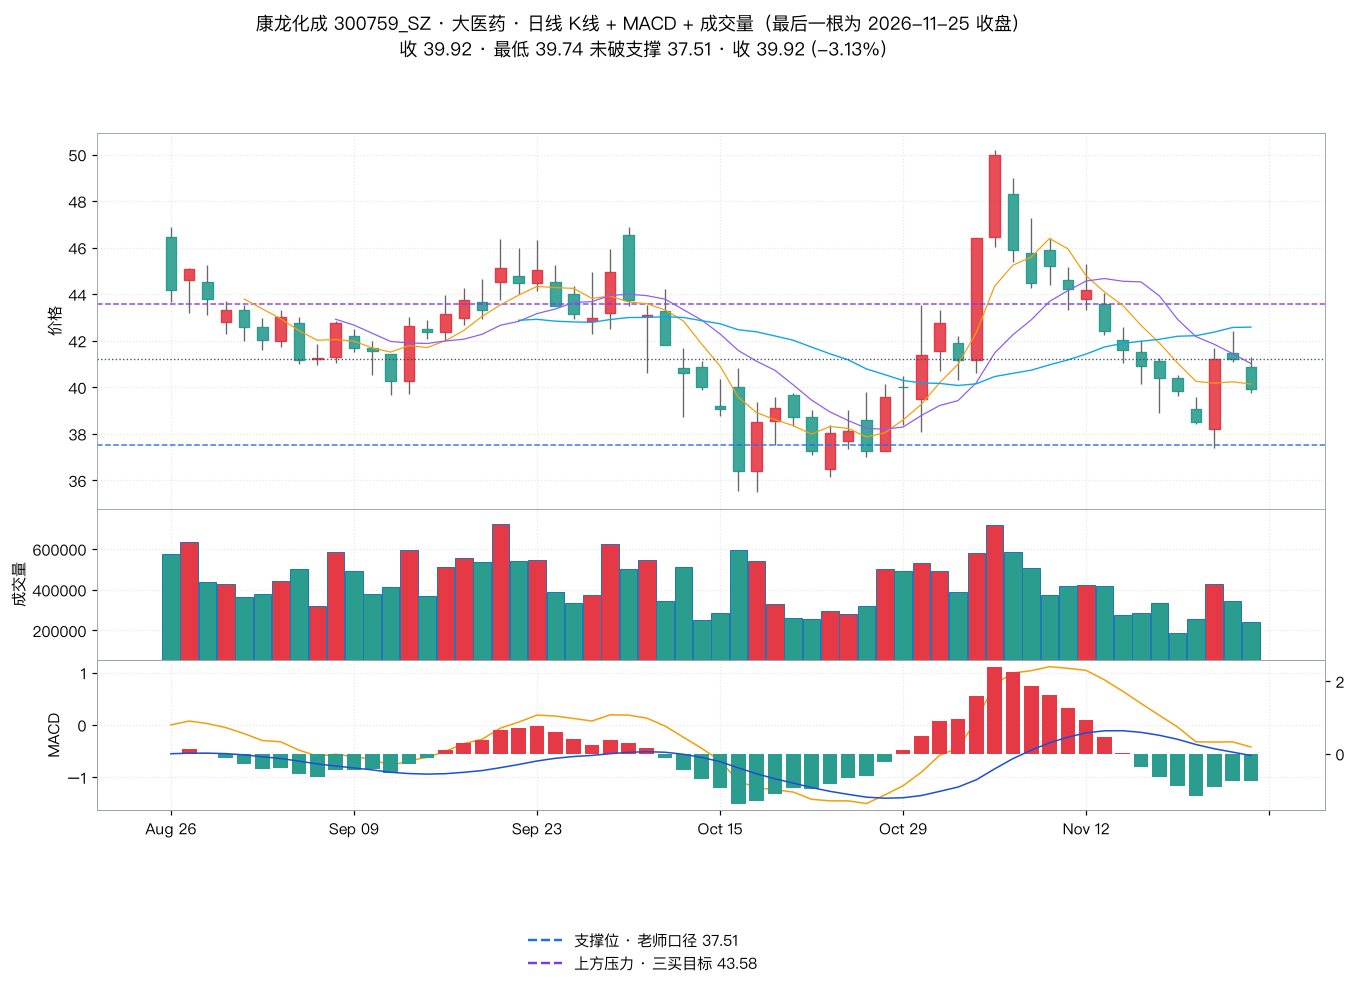 康龙化成 300759_SZ · 大医药 · 日线 K线 + MACD + 成交量（最后一根为 2026-11-25 收盘）
收 39.92 · 最低 39.74 未破支撑 37.51 · 收 39.92 (−3.13%)
价格
50
48
46
44
42
40
38
36
成交量
600000
400000
200000
MACD
1
0
−1
2
0
Aug 26
Sep 09
Sep 23
Oct 15
Oct 29
Nov 12
支撑位 · 老师口径 37.51
上方压力 · 三买目标 43.58